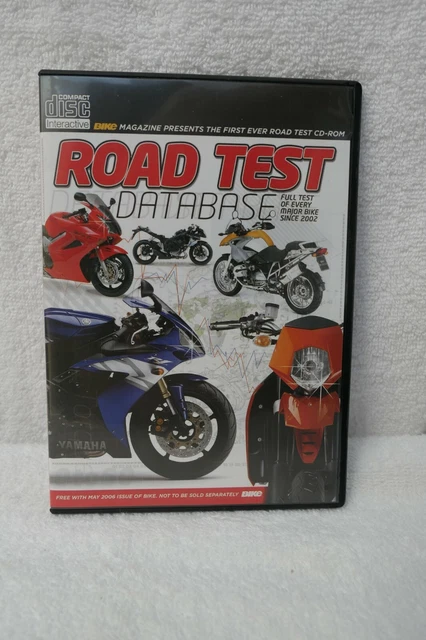 COMPACT
disc
Interactive
BIKE MAGAZINE PRESENTS THE FIRST EVER ROAD TEST CD-ROM
ROAD TEST
DATABASE
FULL TEST
OF EVERY
MAJOR BIKE
SINCE 2002
YAMAHA
FREE WITH MAY 2006 ISSUE OF BIKE. NOT TO BE SOLD SEPARATELY BIKE